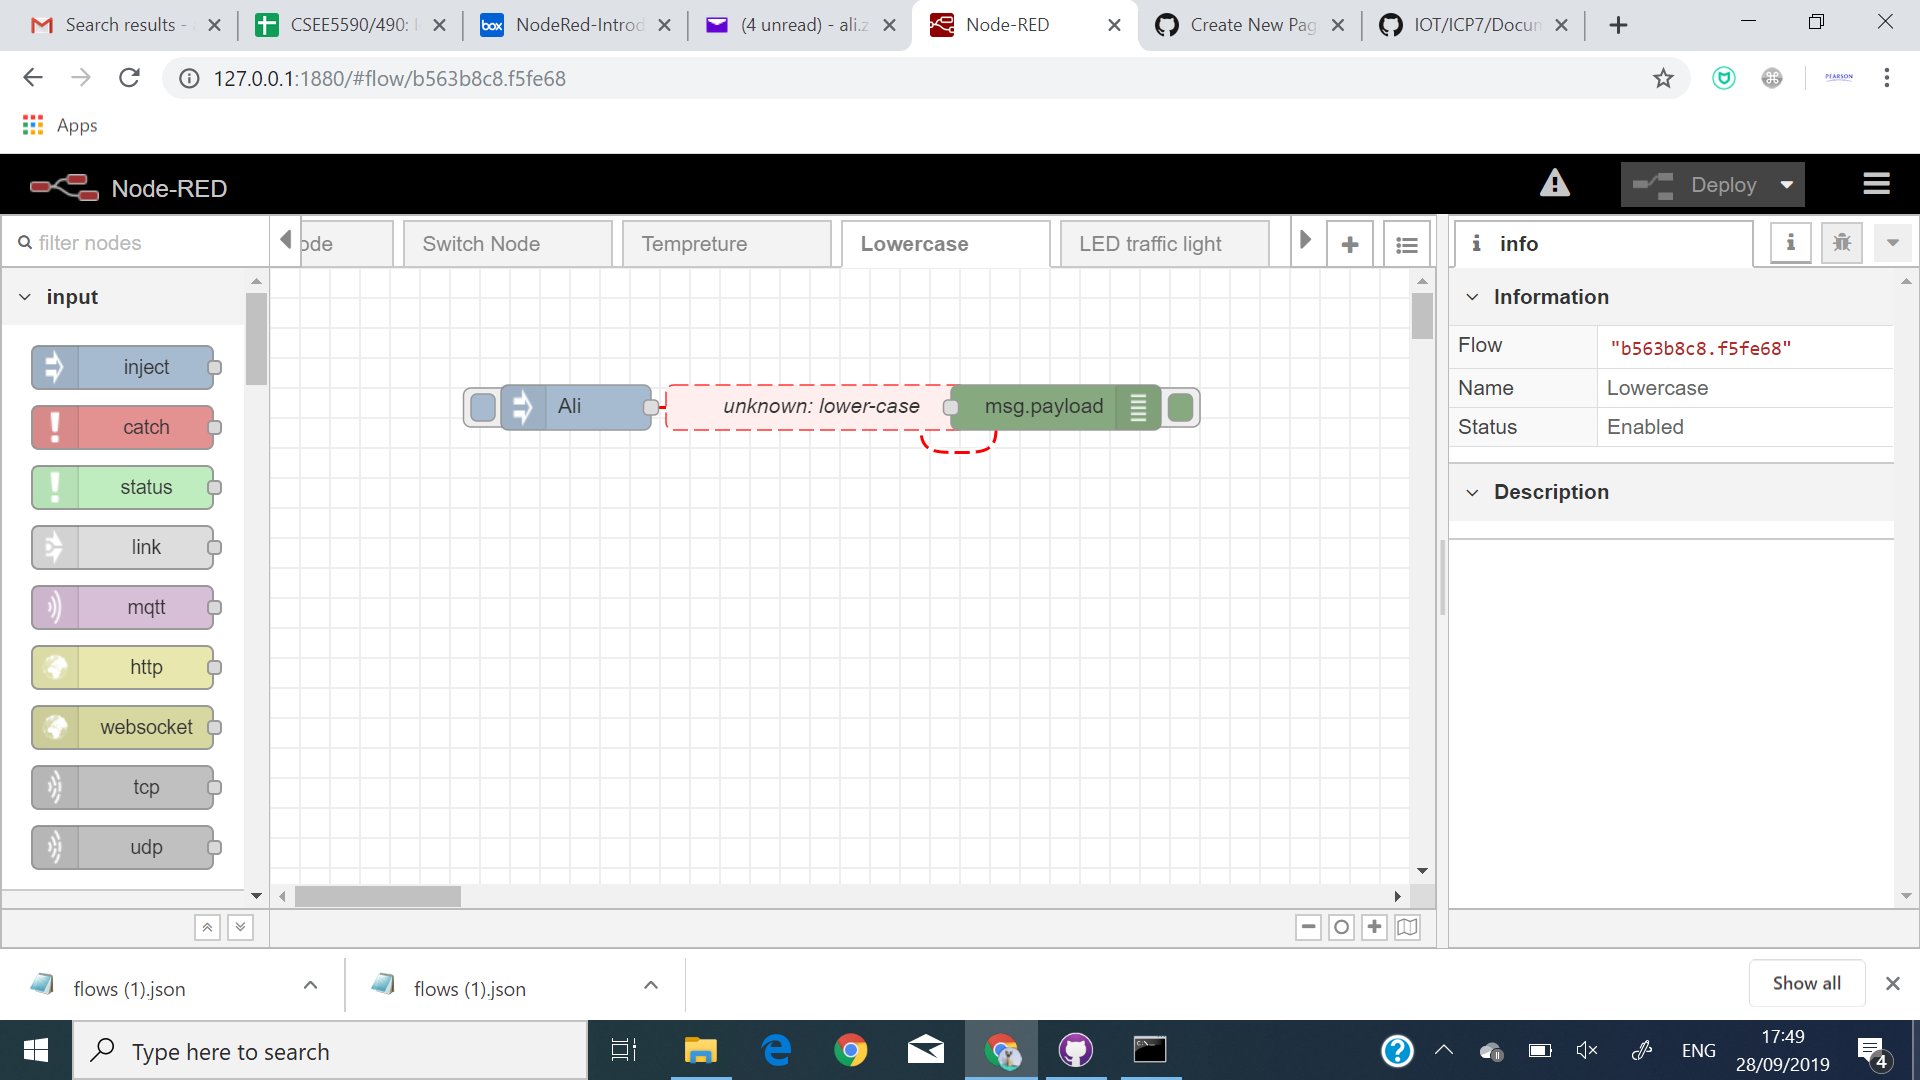 Search results -
CSEE5590/490: I
box
NodeRed-Introd
(4 unread) - ali.z
Node-RED
Create New Pag
IOT/ICP7/Docum
127.0.0.1:1880/#flow/b563b8c8.f5fe68
PEARSON
Apps
Node-RED
Deploy
filter nodes
ode
Switch Node
Tempreture
Lowercase
LED traffic light
info
input
Information
inject
Flow
"b563b8c8.f5fe68"
Name
Lowercase
Ali
unknown: lower-case
msg.payload
catch
Status
Enabled
status
Description
link
mqtt
http
websocket
tcp
udp
flows (1).json
flows (1).json
Show all
Type here to search
ENG
17:49
28/09/2019
4